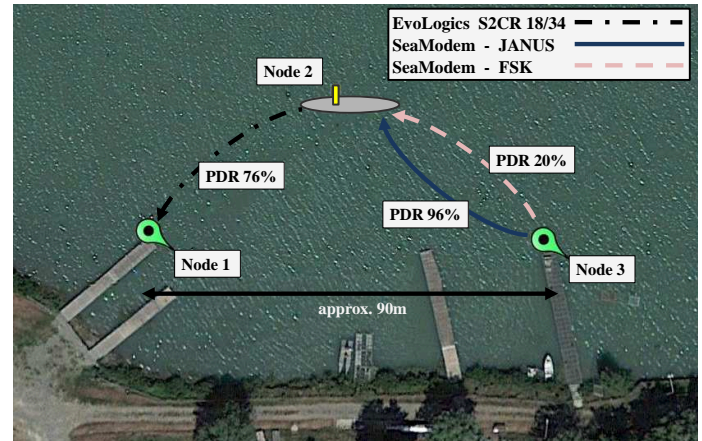 EvoLogics S2CR 18/34
SeaModem - JANUS
SeaModem - FSK
Node 2
PDR 76%
PDR 20%
PDR 96%
Node 1
Node 3
approx. 90m